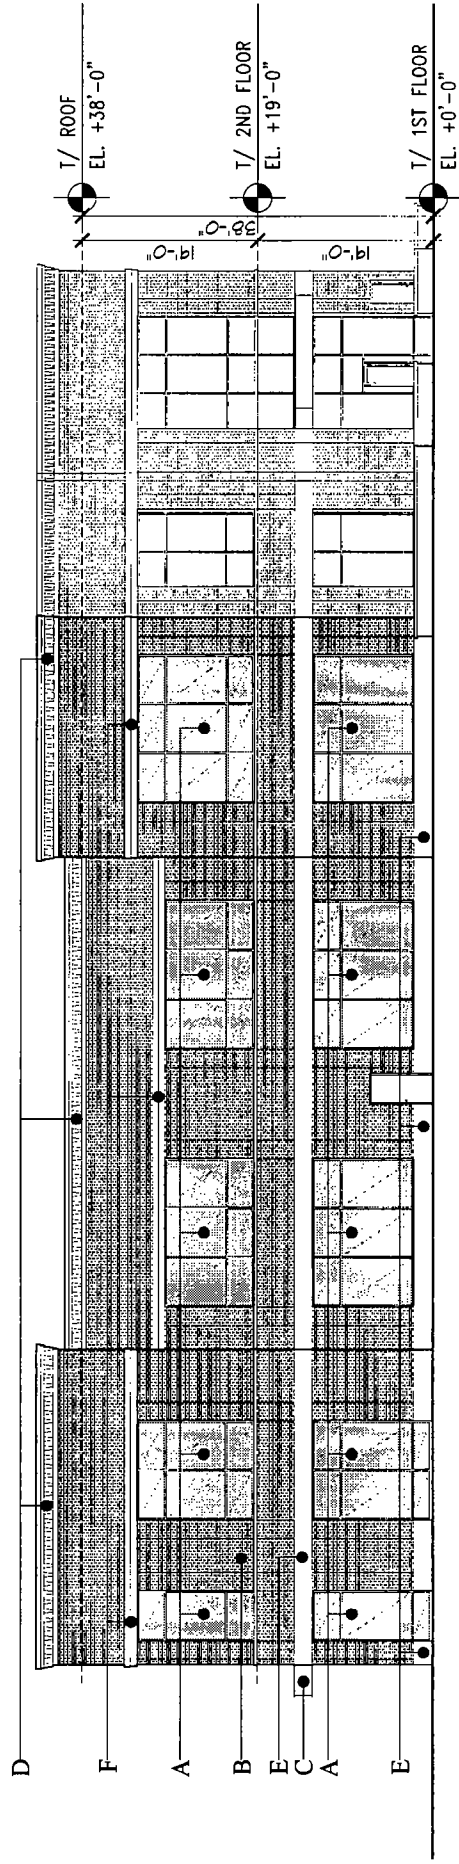 T/ ROOF
EL. +38'-0"
T/ 2ND FLOOR
EL. +19'-0"
T/ 1ST FLOOR
EL. +0'-0"
19'-0"
38'-0"
19'-0"
D
F
A
B
E
C
A
E